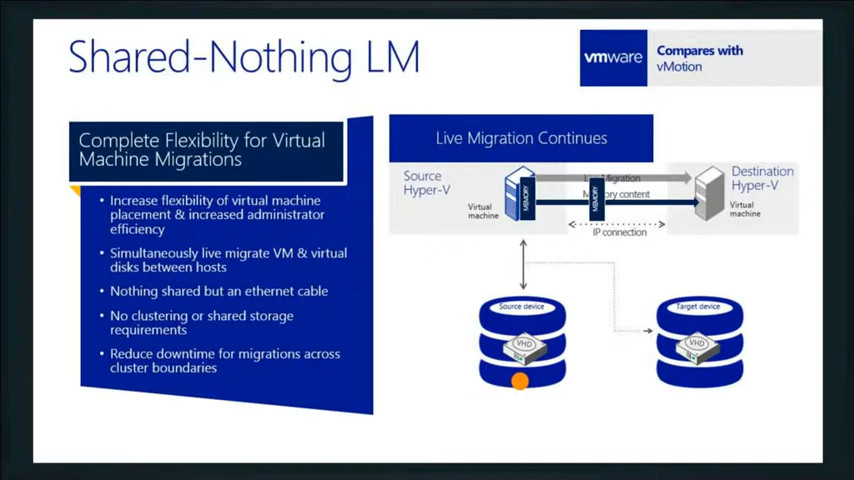 Shared-Nothing LM
vmware
Compares with
vMotion
Complete Flexibility for Virtual
Machine Migrations
• Increase flexibility of virtual machine
placement & increased administrator
efficiency
• Simultaneously live migrate VM & virtual
disks between hosts
• Nothing shared but an ethernet cable
• No clustering or shared storage
requirements
• Reduce downtime for migrations across
cluster boundaries
Live Migration Continues
Source
Hyper-V
Virtual
machine
MEMORY
Migration
MEMORY
content
IP connection
Destination
Hyper-V
Virtual
machine
Source device
VHD
Target device
VHD